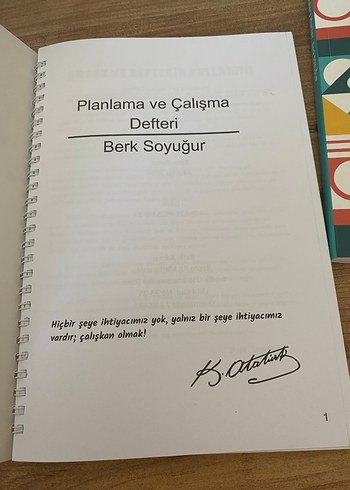 Planlama ve Çalışma
Defteri
Berk Soyuğur
Hiçbir şeye ihtiyacımız yok, yalnız bir şeye ihtiyacımız
vardır; çalışkan olmak!
K. Atatürk
1